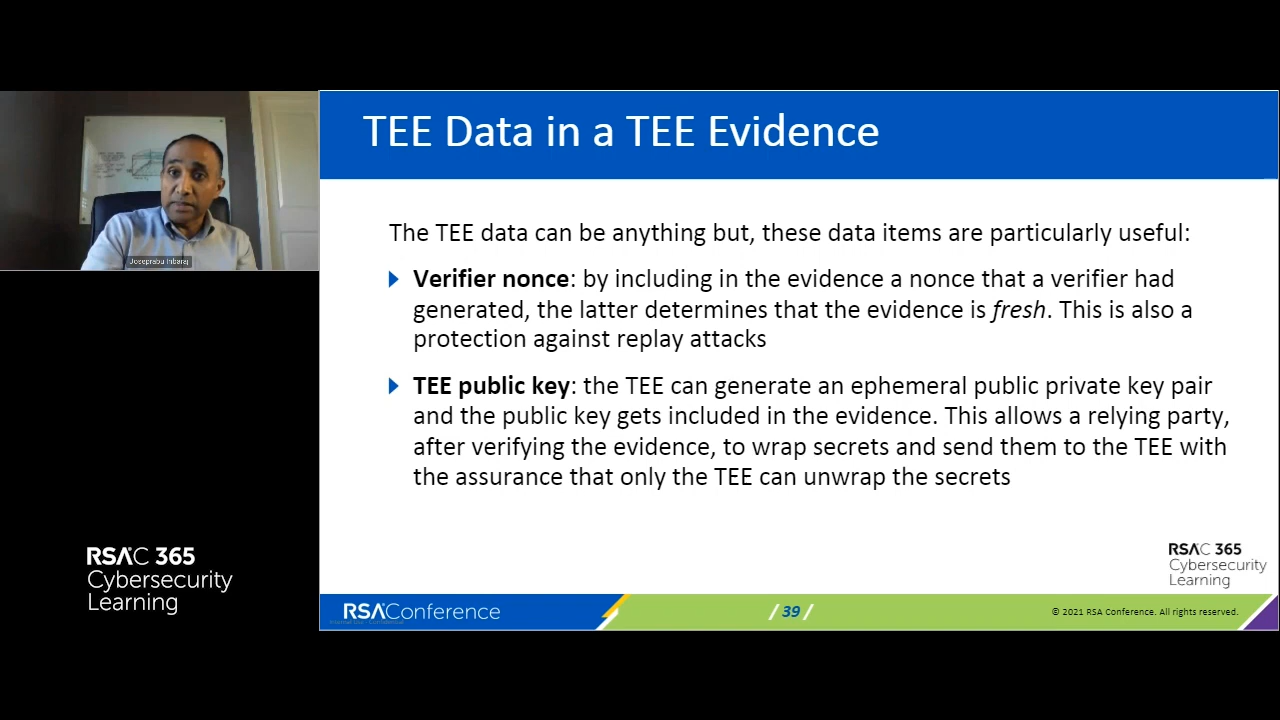 TEE Data in a TEE Evidence
The TEE data can be anything but, these data items are particularly useful:
Verifier nonce: by including in the evidence a nonce that a verifier had
generated, the latter determines that the evidence is fresh. This is also a
protection against replay attacks
TEE public key: the TEE can generate an ephemeral public private key pair
and the public key gets included in the evidence. This allows a relying party,
after verifying the evidence, to wrap secrets and send them to the TEE with
the assurance that only the TEE can unwrap the secrets
Joseprabu Inbaraj
RSAC 365
Cybersecurity
Learning
RSAC 365
Cybersecurity
Learning
RSAConference
/ 39 /
© 2021 RSA Conference. All rights reserved.